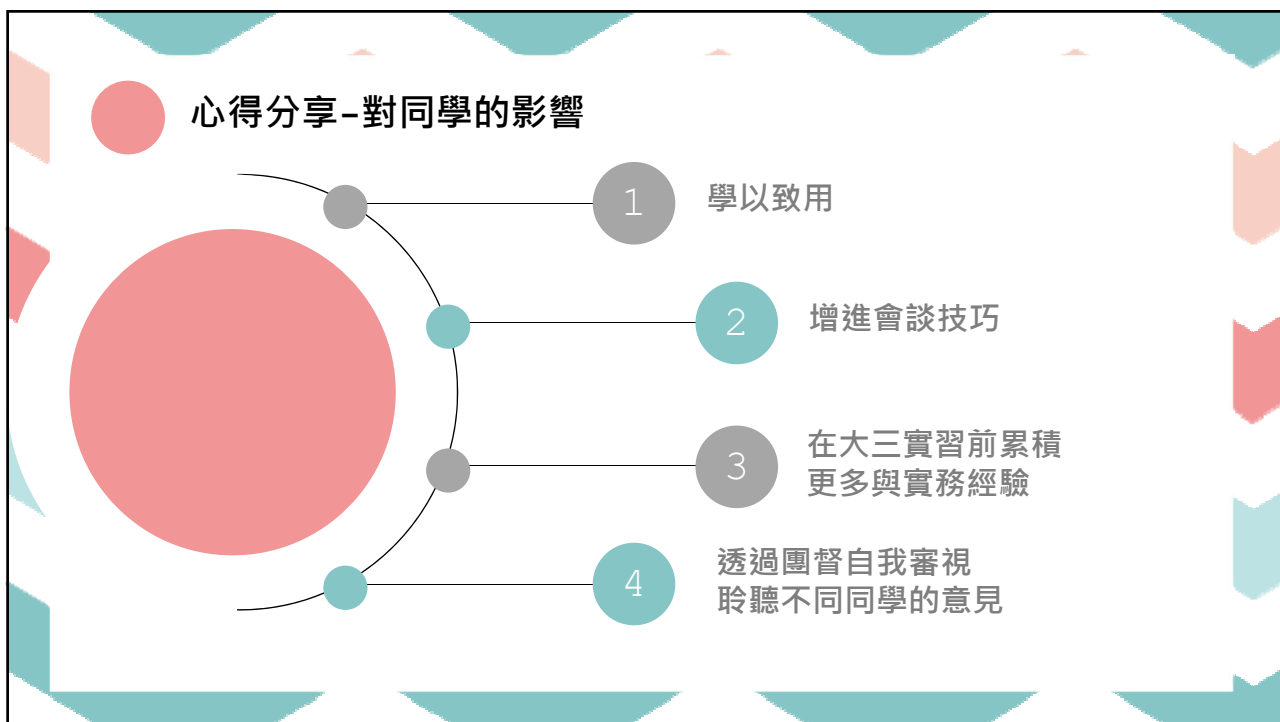 心得分享-對同學的影響
1
學以致用
2
增進會談技巧
3
在大三實習前累積
更多與實務經驗
4
透過團督自我審視
聆聽不同同學的意見